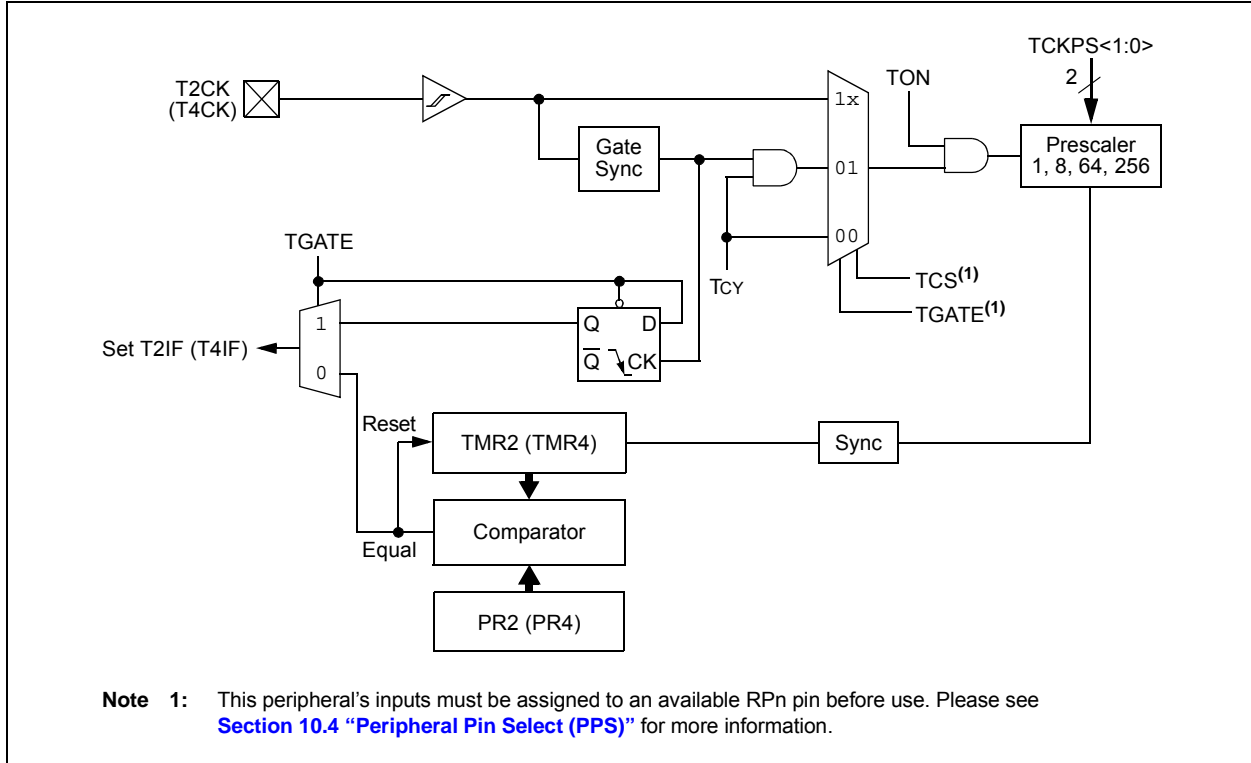 TCKPS<1:0>
2
T2CK
(T4CK)
TON
1x
Prescaler
1, 8, 64, 256
Gate
Sync
01
00
TGATE
TCY
TCS(1)
TGATE(1)
1
Q
D
Set T2IF (T4IF)
Q
CK
0
Reset
TMR2 (TMR4)
Sync
Comparator
Equal
PR2 (PR4)
Note 1: This peripheral's inputs must be assigned to an available RPn pin before use. Please see
Section 10.4 “Peripheral Pin Select (PPS)” for more information.